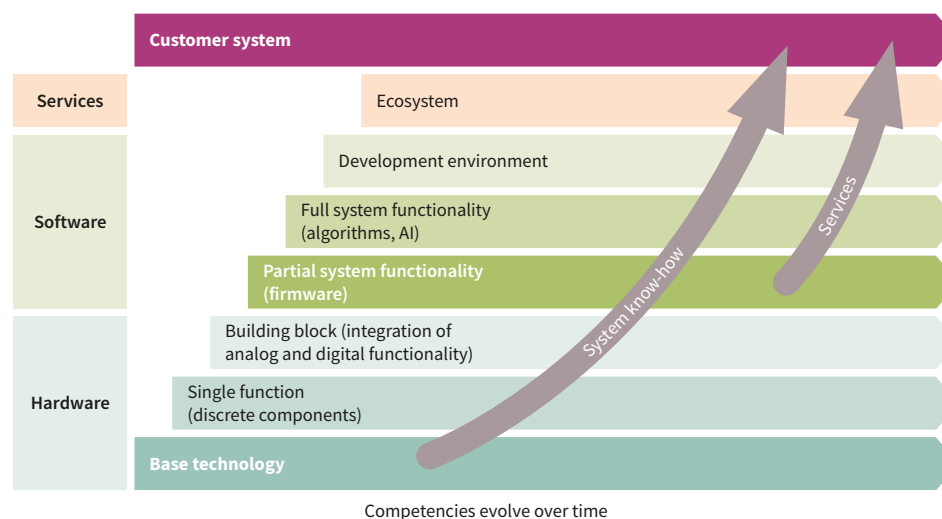 Customer system
Services
Ecosystem
Development environment
Software
Full system functionality
(algorithms, AI)
Services
Partial system functionality
(firmware)
System know-how
Building block (integration of
analog and digital functionality)
Hardware
Single function
(discrete components)
Base technology
Competencies evolve over time